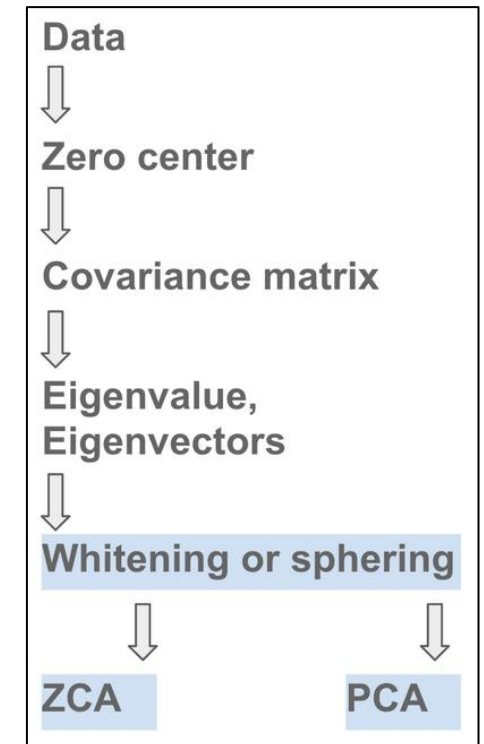 Data
Zero center
Covariance matrix
Eigenvalue,
Eigenvectors
Whitening or sphering
ZCA PCA